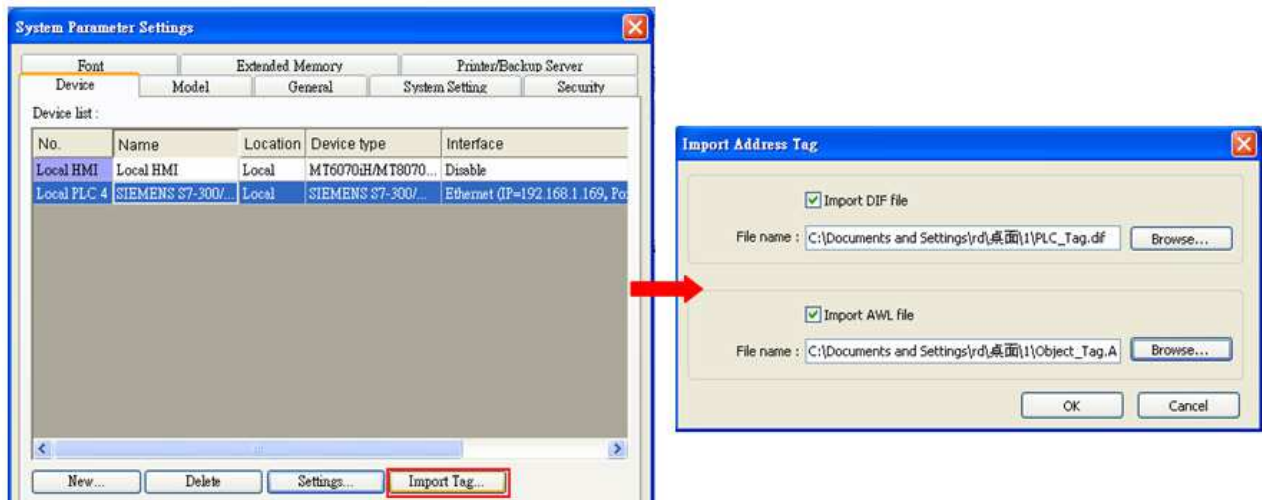 System Parameter Settings
Font Extended Memory Printer/Backup Server
Device Model General System Setting Security
Device list :
No. Name Location Device type Interface
Local HMI Local HMI Local MT6070iH/MT8070... Disable
Local PLC 4 SIEMENS S7-300/... Local SIEMENS S7-300/... Ethernet (IP=192.168.1.169, Po
New... Delete Settings... Import Tag...
Import Address Tag
Import DIF file
File name : C:\Documents and Settings\rd\桌面\1\PLC_Tag.dif Browse...
Import AWL file
File name : C:\Documents and Settings\rd\桌面\1\Object_Tag.A Browse...
OK Cancel